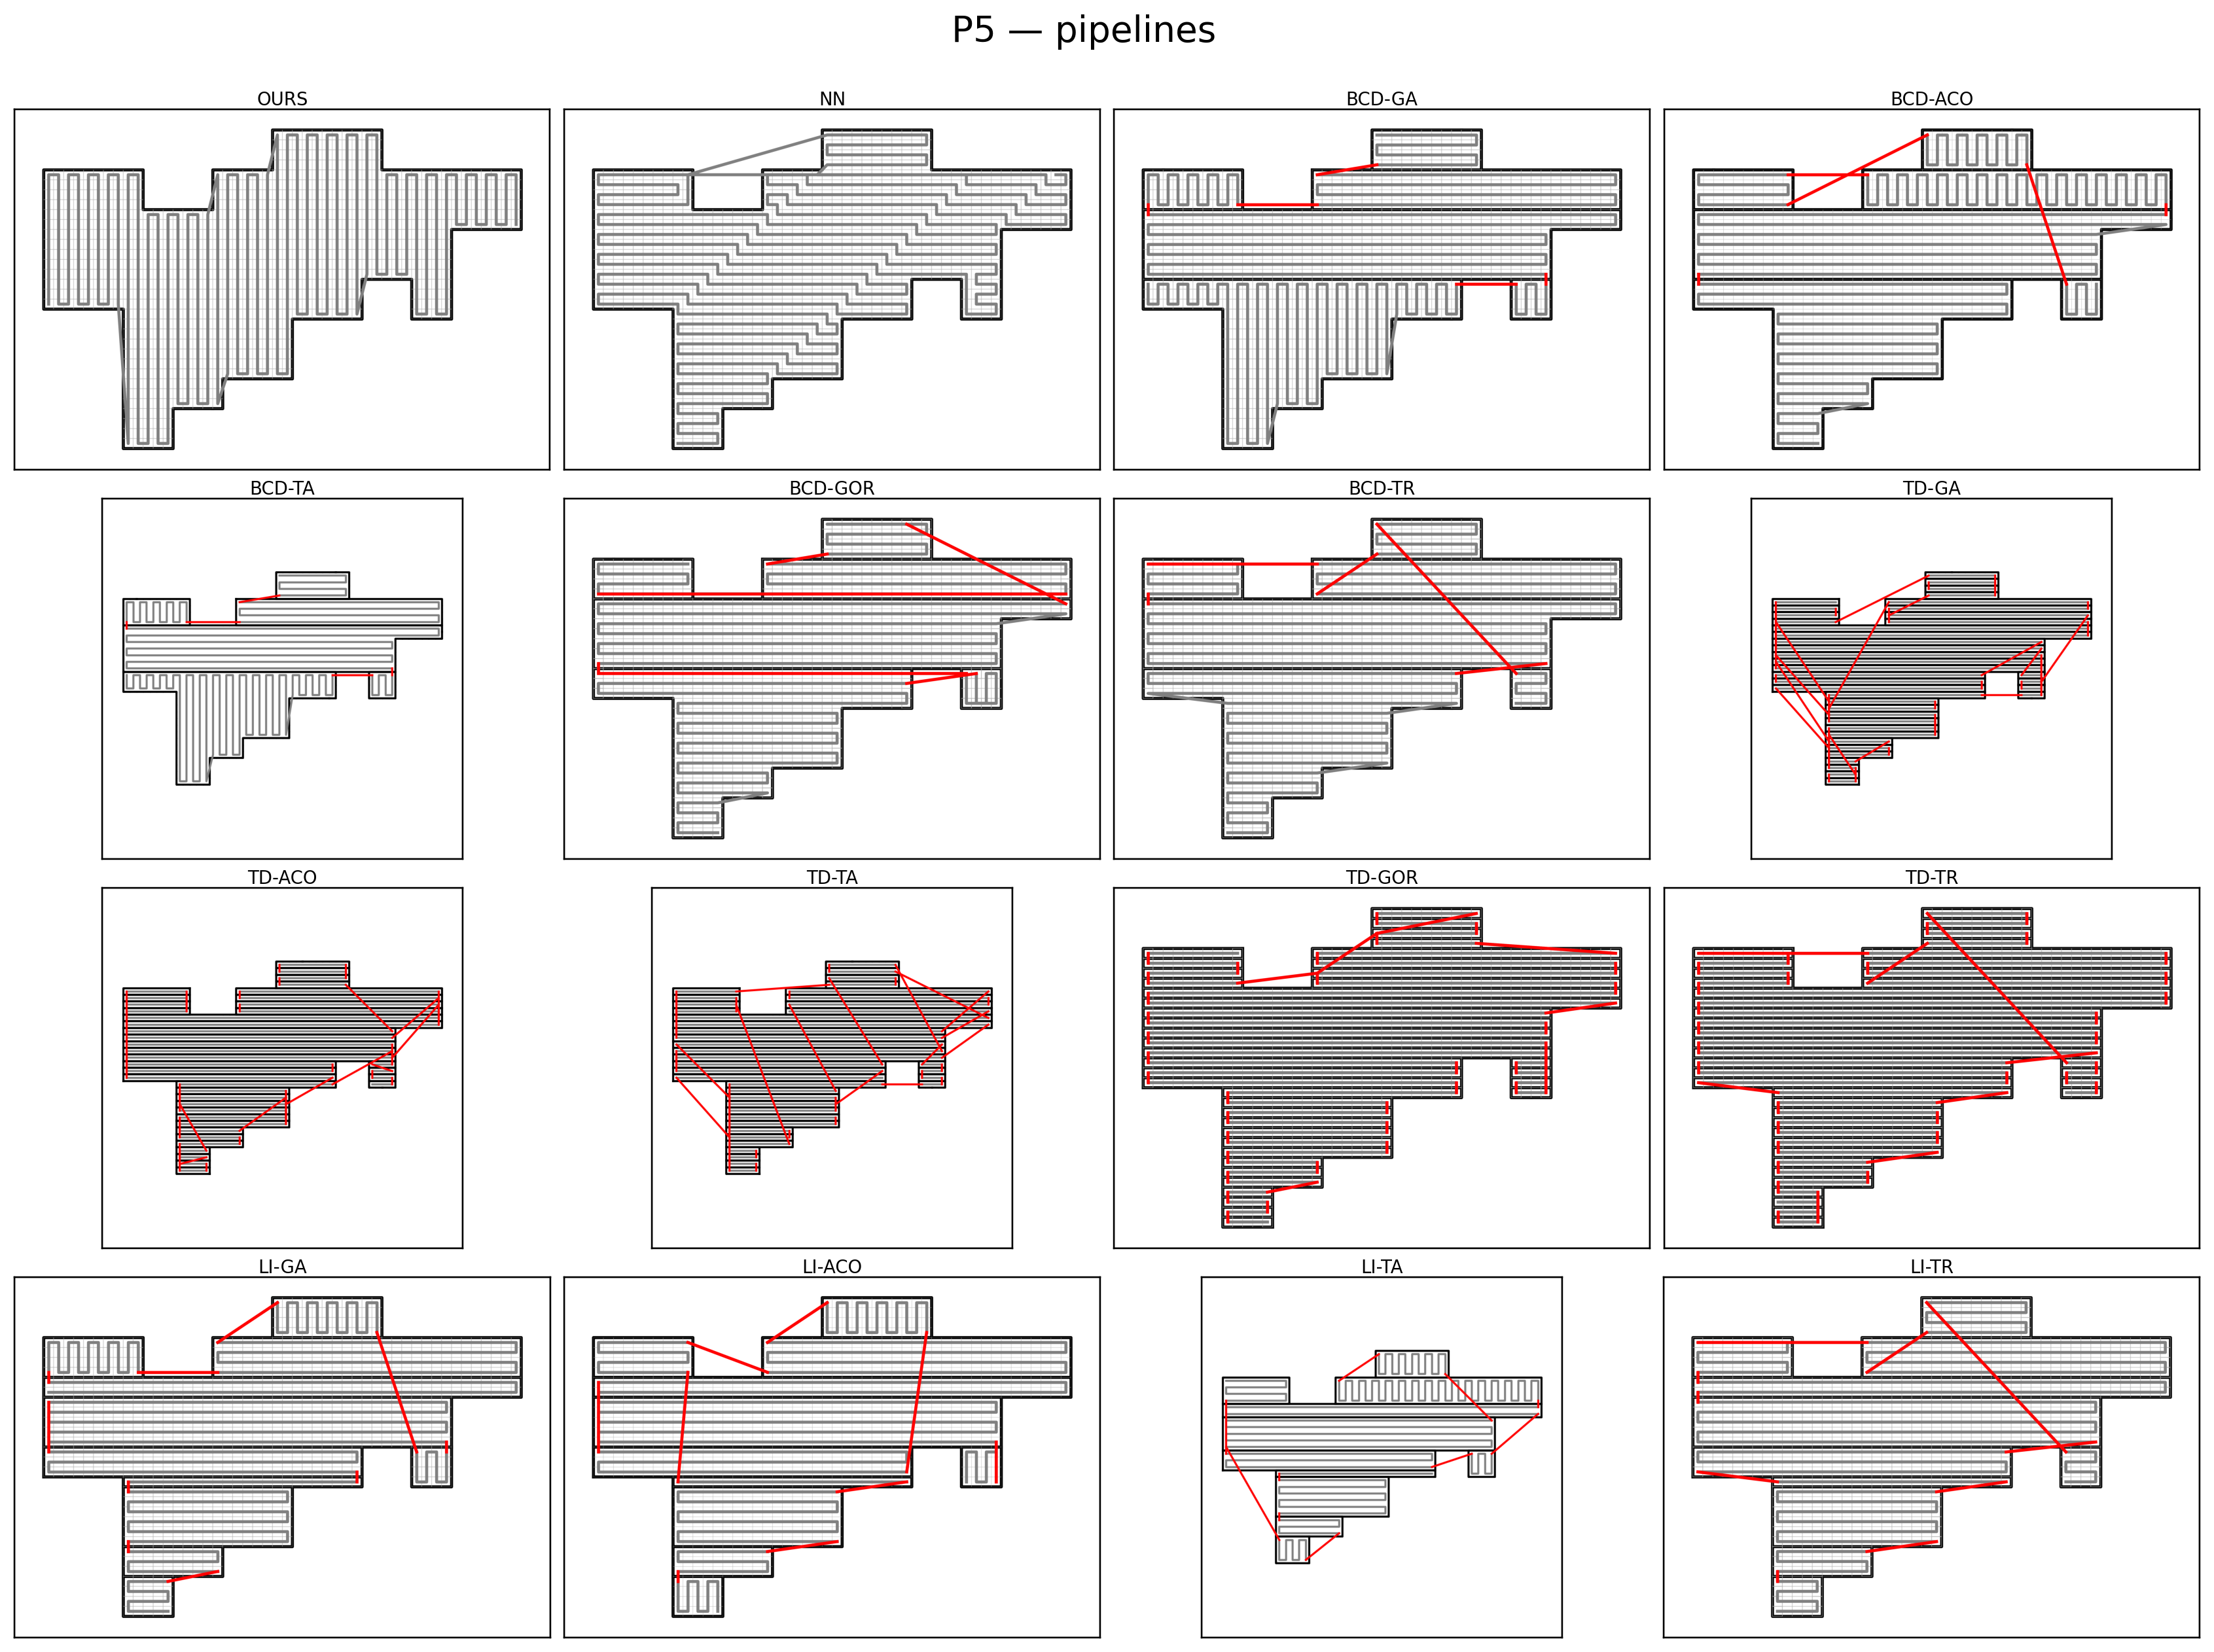 P5 — pipelines
OURS
NN
BCD-GA
BCD-ACO
BCD-TA
BCD-GOR
BCD-TR
TD-GA
TD-ACO
TD-TA
TD-GOR
TD-TR
LI-GA
LI-ACO
LI-TA
LI-TR